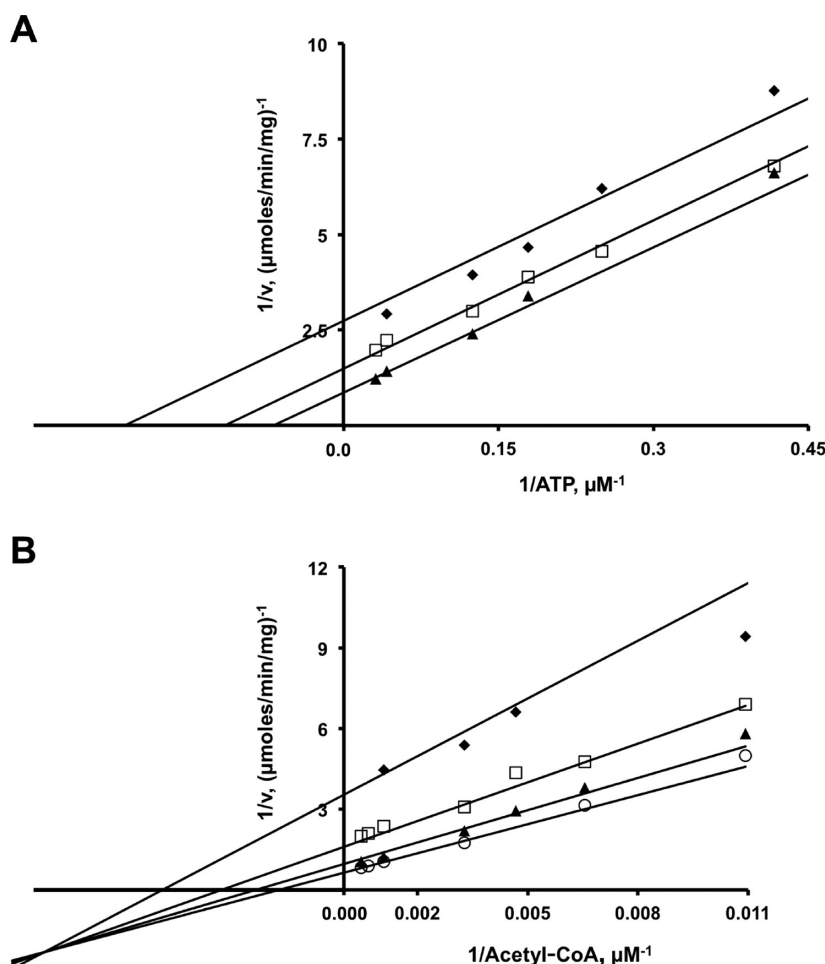 A
10
7.5
5
2.5
1/v, (µmoles/min/mg)-1
0.0 0.15 0.3 0.45
1/ATP, µM-1
B
12
9
6
3
1/v, (µmoles/min/mg)-1
0.000 0.002 0.005 0.008 0.011
1/Acetyl-CoA, µM-1